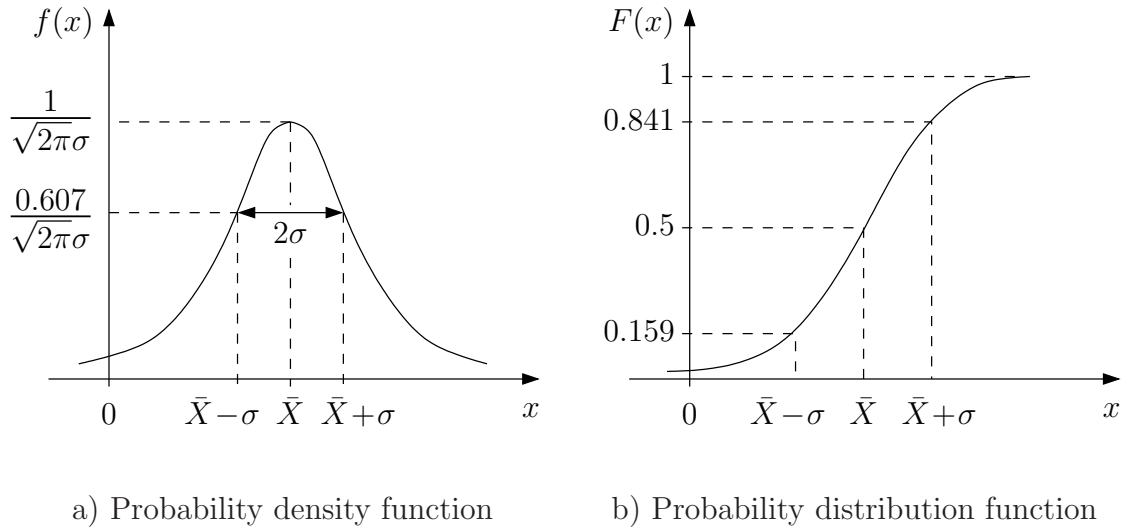 f(x)
1
√2πσ
0.607
√2πσ
2σ
0 X̄−σ X̄ X̄+σ x
a) Probability density function
F(x)
1
0.841
0.5
0.159
0 X̄−σ X̄ X̄+σ x
b) Probability distribution function